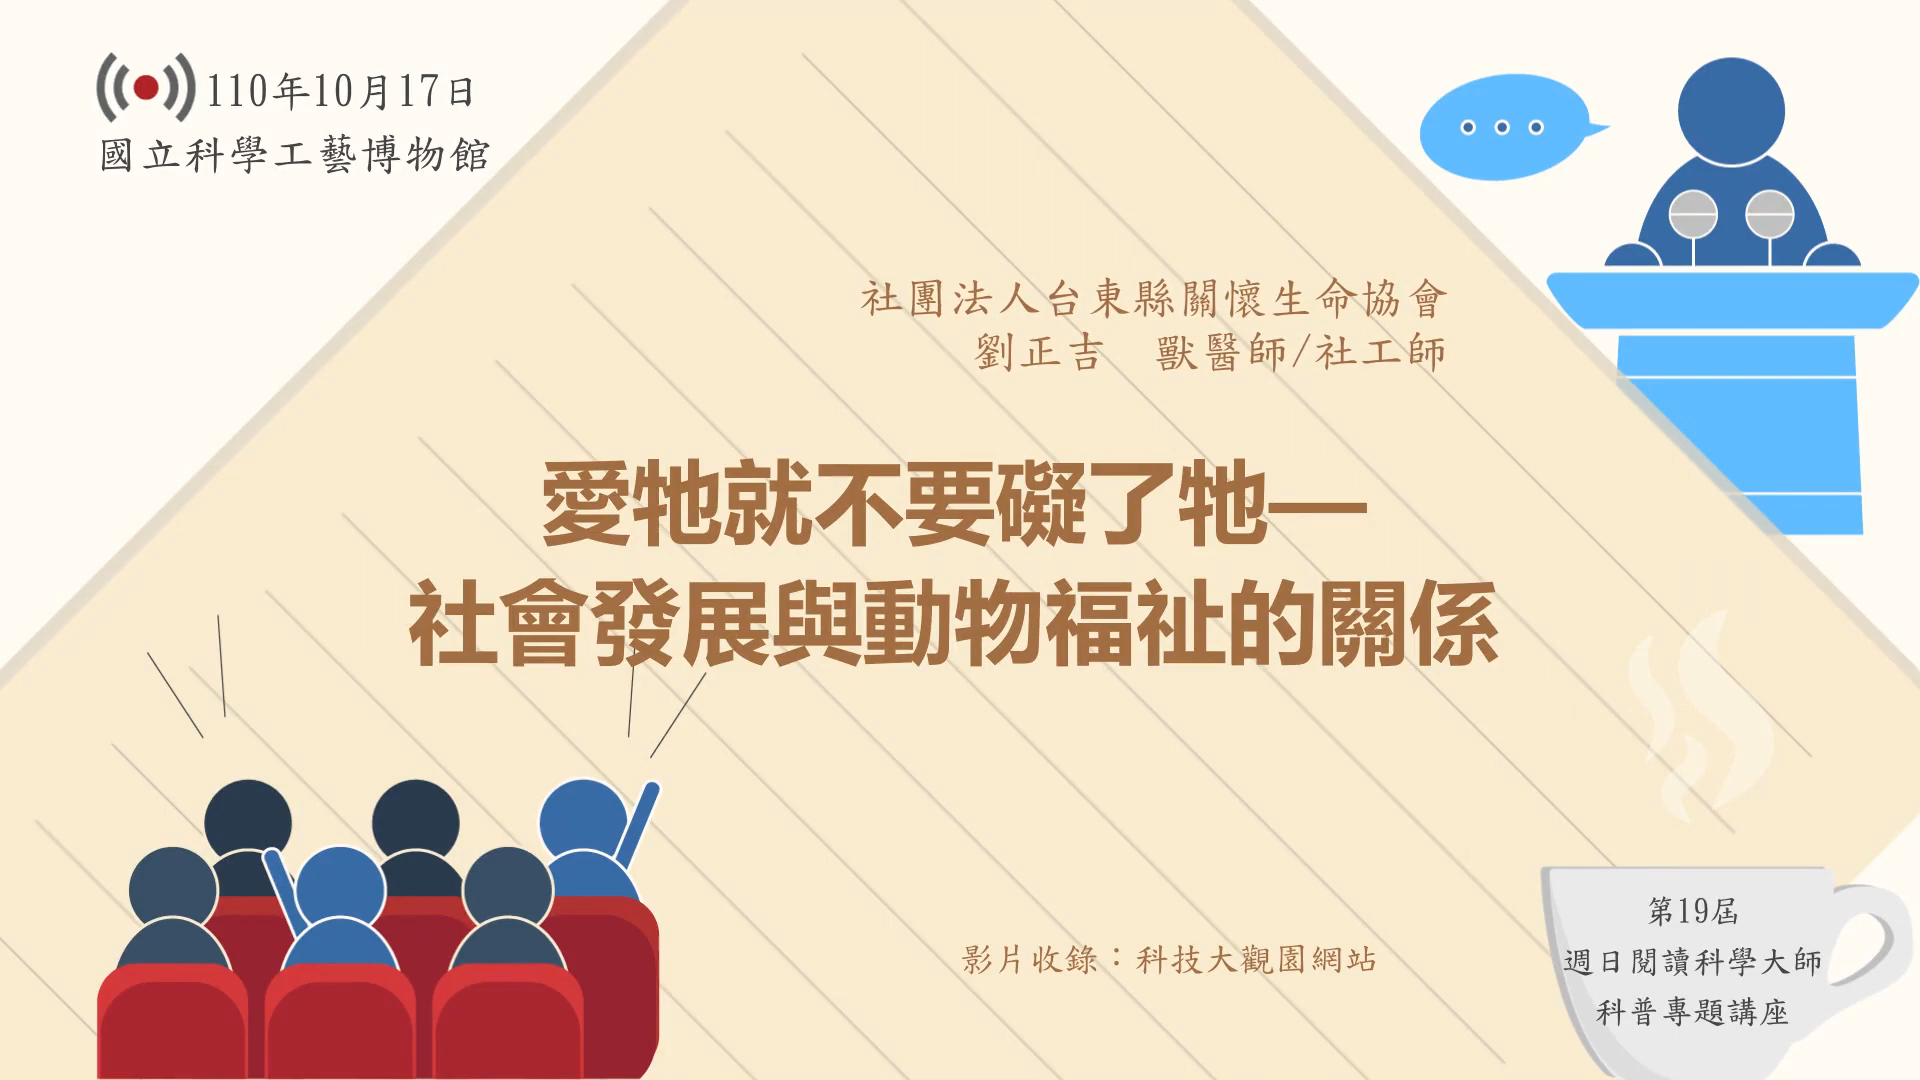 110年10月17日
國立科學工藝博物館
社團法人台東縣關懷生命協會
劉正吉　獸醫師/社工師
愛牠就不要礙了牠—
社會發展與動物福祉的關係
影片收錄：科技大觀園網站
第19屆
週日閱讀科學大師
科普專題講座